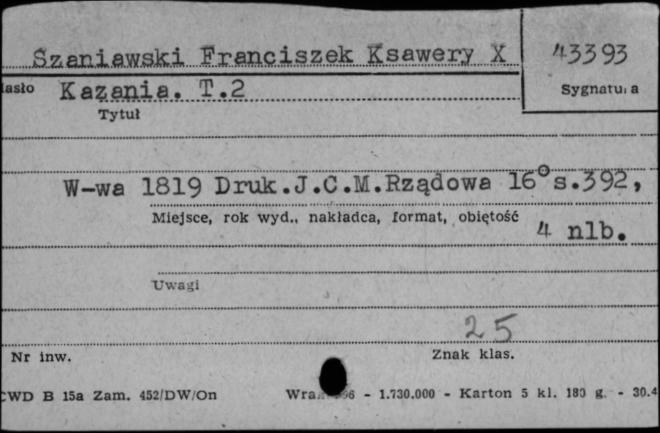 Szaniawski Franciszek Ksawery X 43393
asło Kazania. T.2 Sygnatura
Tytuł
W-wa 1819 Druk.J.C.M.Rządowa 16° s.392,
Miejsce, rok wyd., nakładca, format, objętość
4 nlb.
Uwagi
25
Nr inw. Znak klas.
CWD B 15a Zam. 452/DW/On - 1.730.000 - Karton 5 kl. 180 g. - 30.4